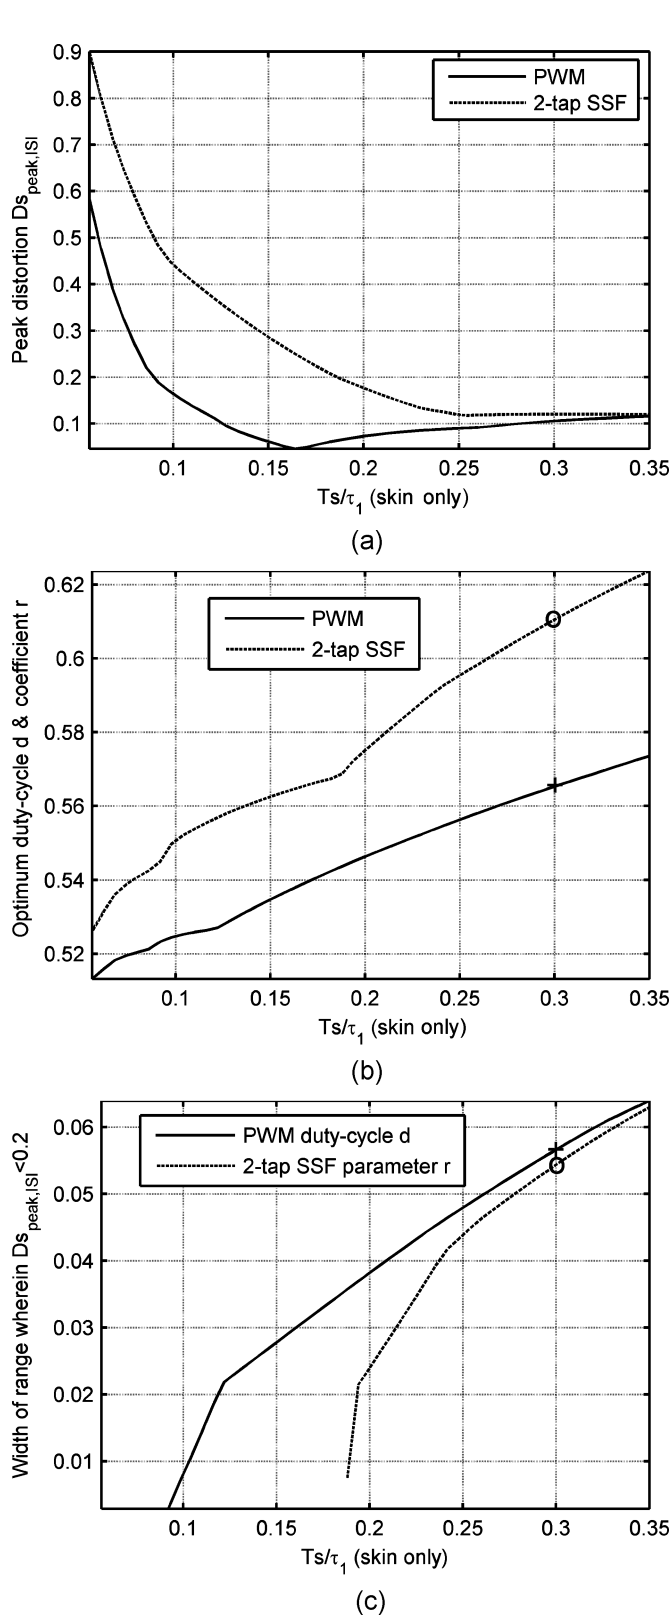 0.9
0.8
0.7
0.6
0.5
0.4
0.3
0.2
0.1
Peak distortion Ds_peak,ISI
PWM
2-tap SSF
0.1 0.15 0.2 0.25 0.3 0.35
Ts/τ1 (skin only)
(a)
0.62
0.6
0.58
0.56
0.54
0.52
Optimum duty-cycle d & coefficient r
PWM
2-tap SSF
0.1 0.15 0.2 0.25 0.3 0.35
Ts/τ1 (skin only)
(b)
0.06
0.05
0.04
0.03
0.02
0.01
Width of range wherein Ds_peak,ISI<0.2
PWM duty-cycle d
2-tap SSF parameter r
0.1 0.15 0.2 0.25 0.3 0.35
Ts/τ1 (skin only)
(c)